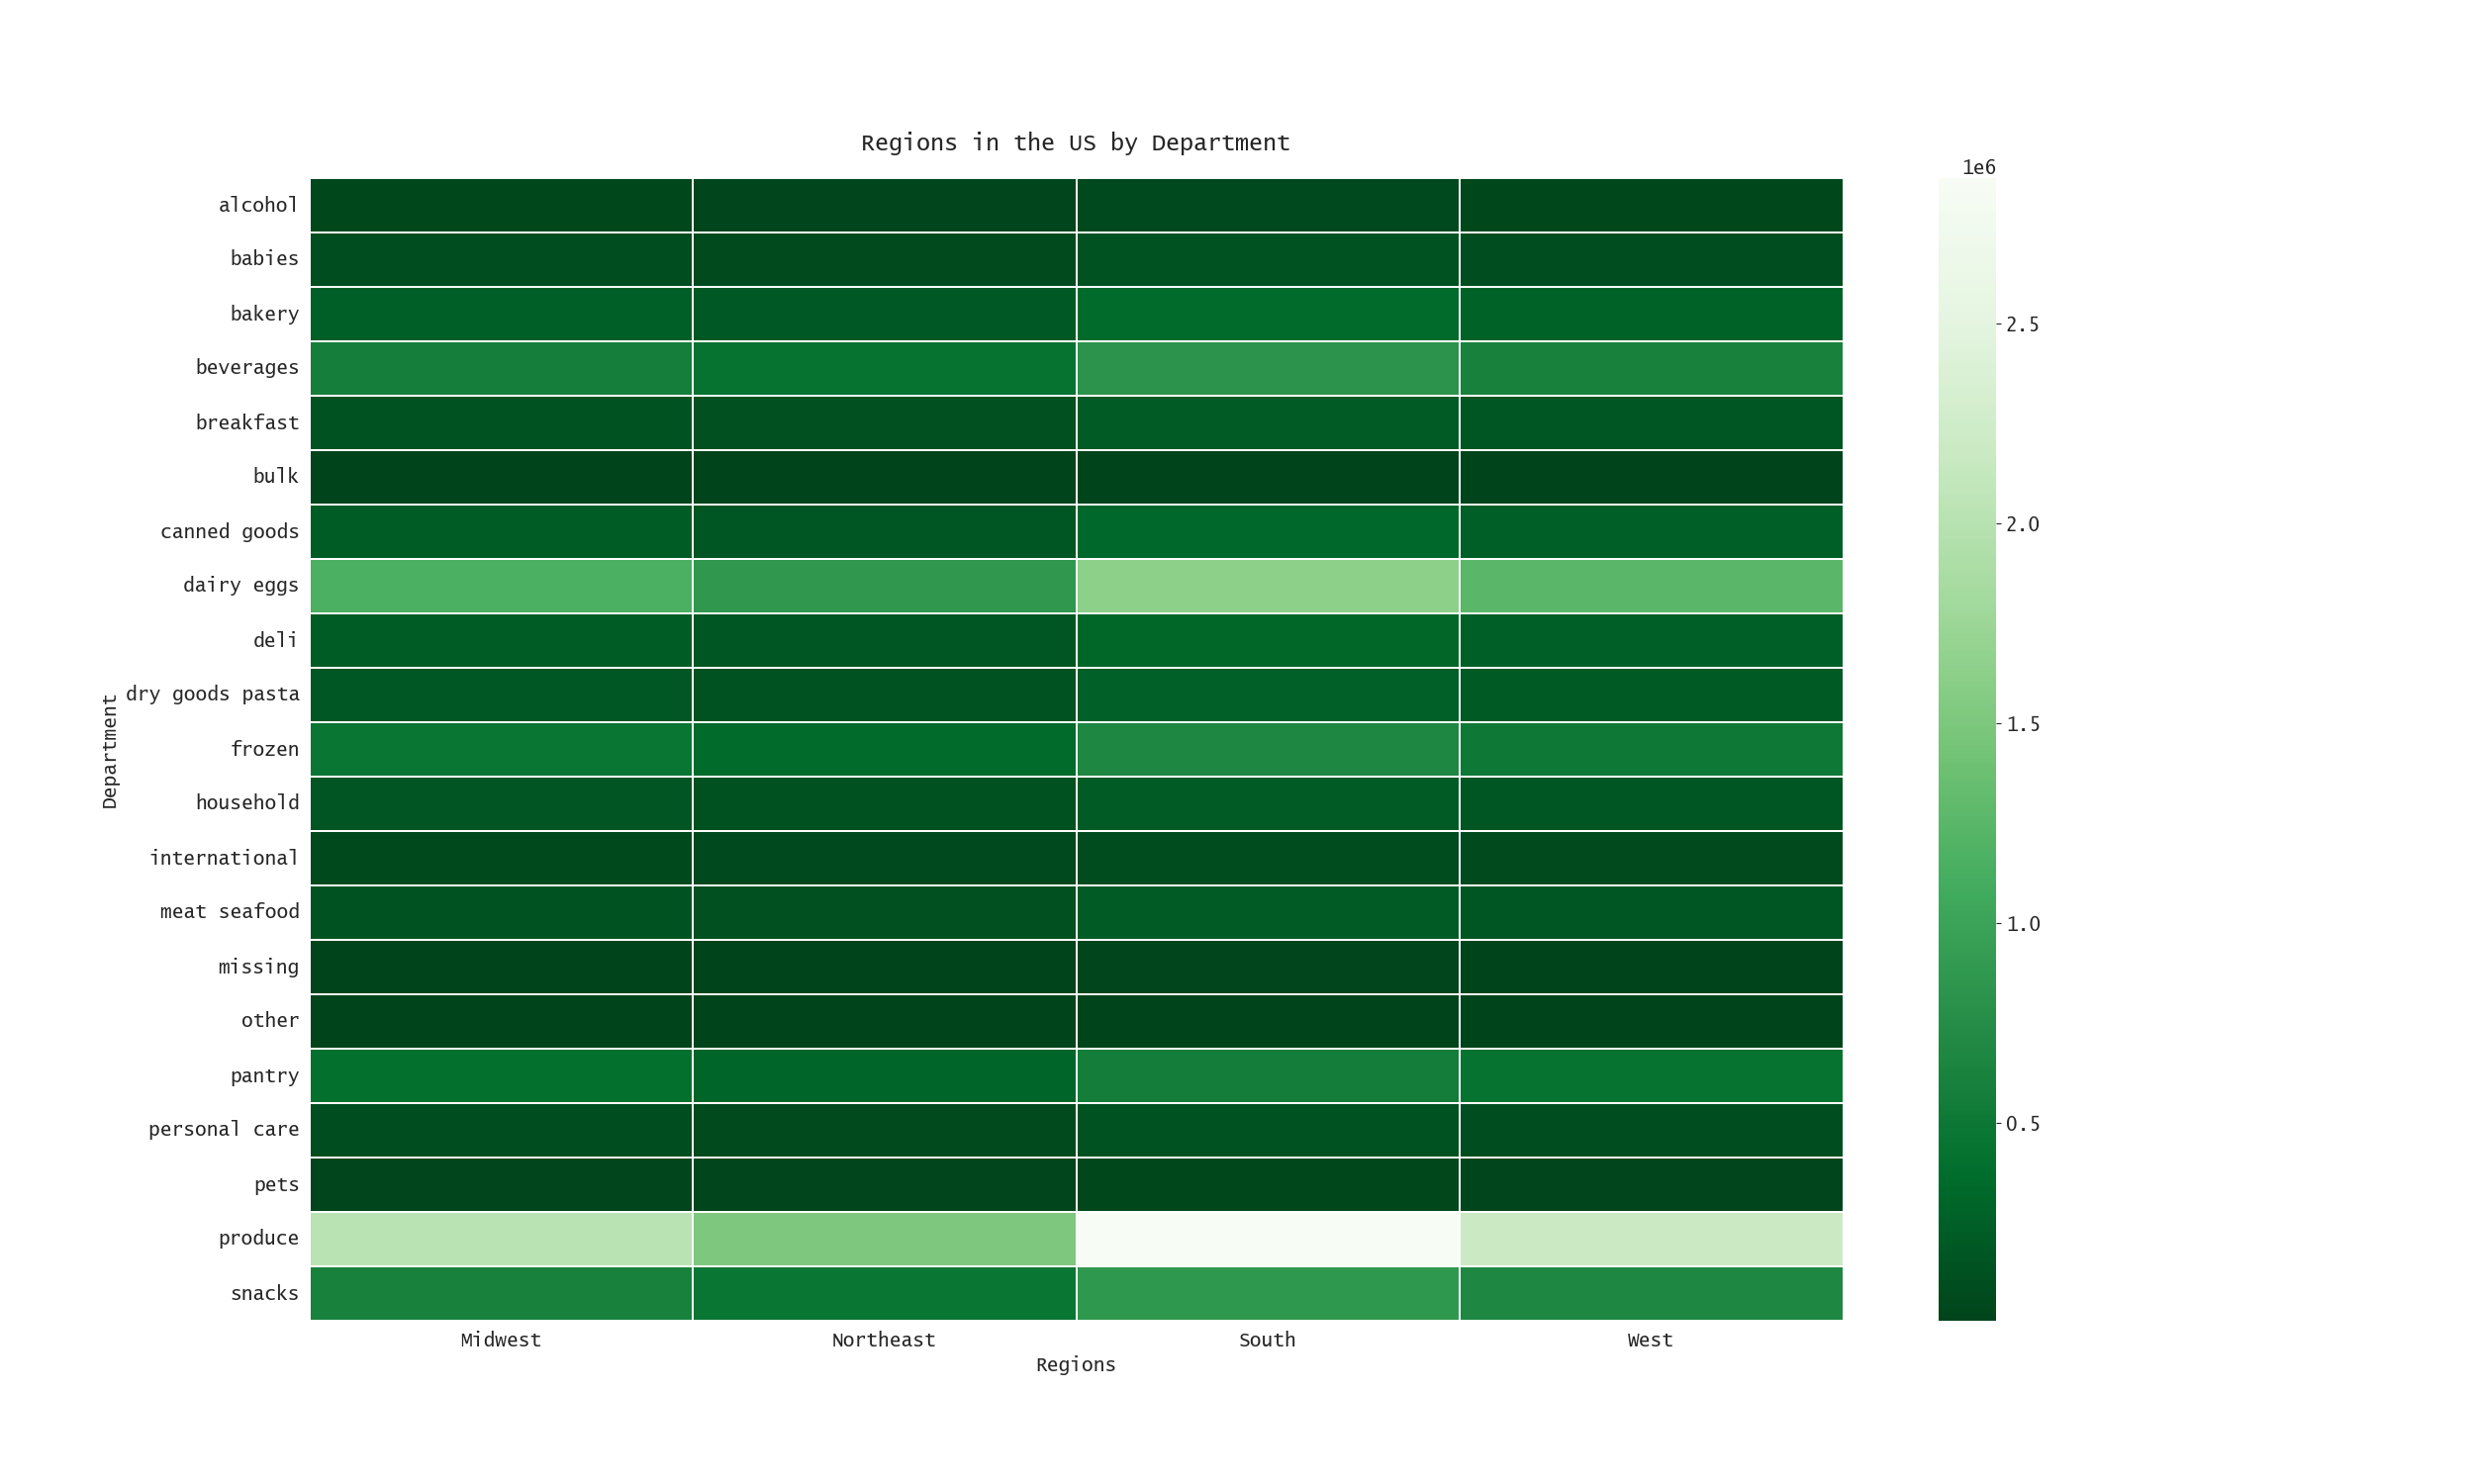 Regions in the US by Department
1e6
alcohol
babies
bakery
beverages
breakfast
bulk
canned goods
dairy eggs
deli
dry goods pasta
frozen
household
international
meat seafood
missing
other
pantry
personal care
pets
produce
snacks
Department
Midwest Northeast South West
Regions
2.5
2.0
1.5
1.0
0.5